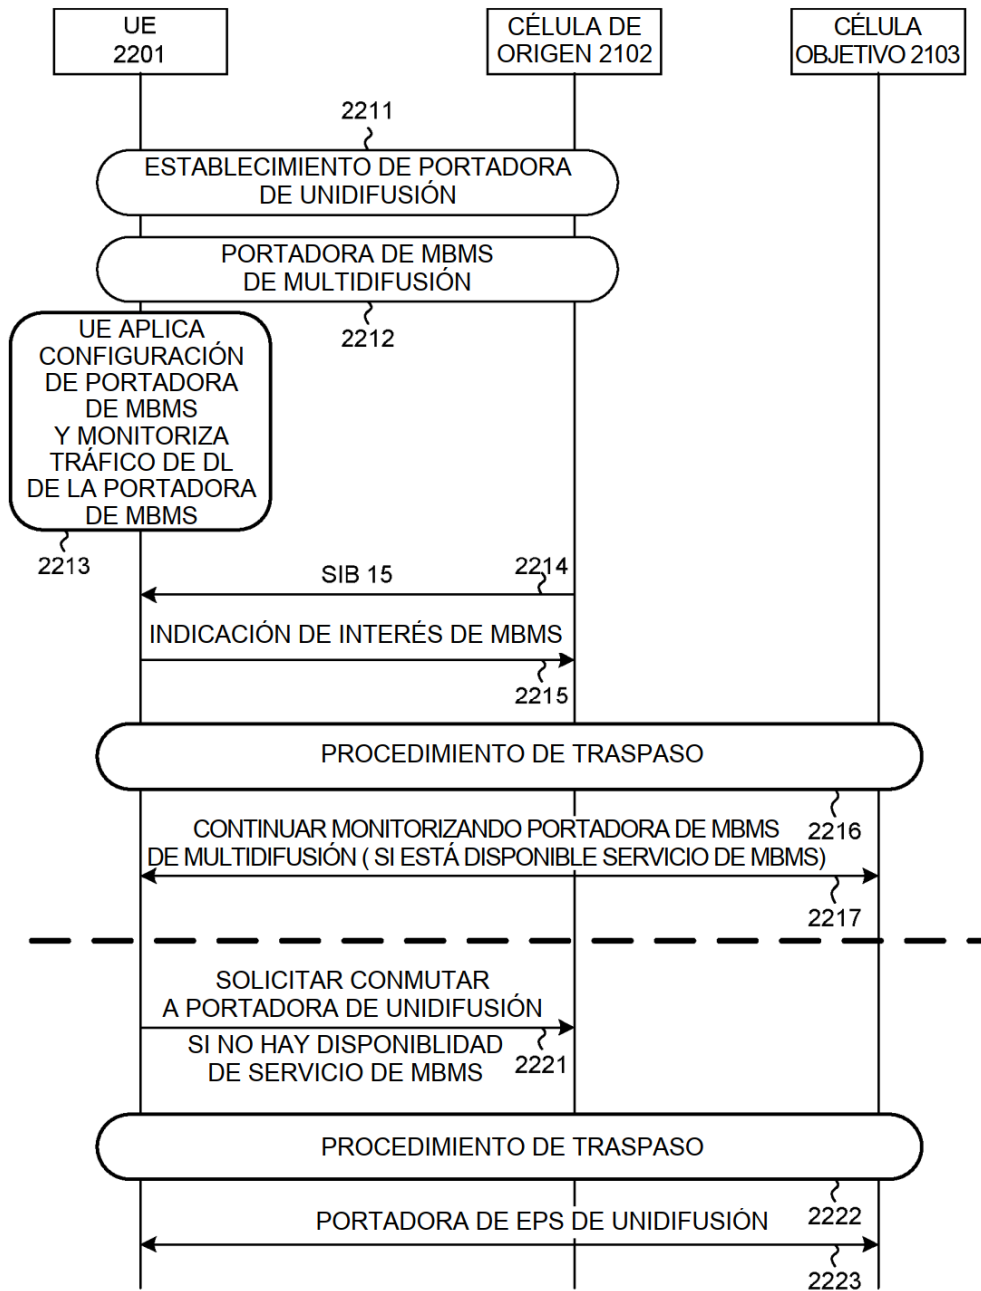 UE
2201
CÉLULA DE
ORIGEN 2102
CÉLULA
OBJETIVO 2103
2211
ESTABLECIMIENTO DE PORTADORA
DE UNIDIFUSIÓN
PORTADORA DE MBMS
DE MULTIDIFUSIÓN
2212
UE APLICA
CONFIGURACIÓN
DE PORTADORA
DE MBMS
Y MONITORIZA
TRÁFICO DE DL
DE LA PORTADORA
DE MBMS
2213
SIB 15
2214
INDICACIÓN DE INTERÉS DE MBMS
2215
PROCEDIMIENTO DE TRASPASO
2216
CONTINUAR MONITORIZANDO PORTADORA DE MBMS
DE MULTIDIFUSIÓN ( SI ESTÁ DISPONIBLE SERVICIO DE MBMS)
2217
SOLICITAR CONMUTAR
A PORTADORA DE UNIDIFUSIÓN
SI NO HAY DISPONIBLIDAD
DE SERVICIO DE MBMS
2221
PROCEDIMIENTO DE TRASPASO
2222
PORTADORA DE EPS DE UNIDIFUSIÓN
2223